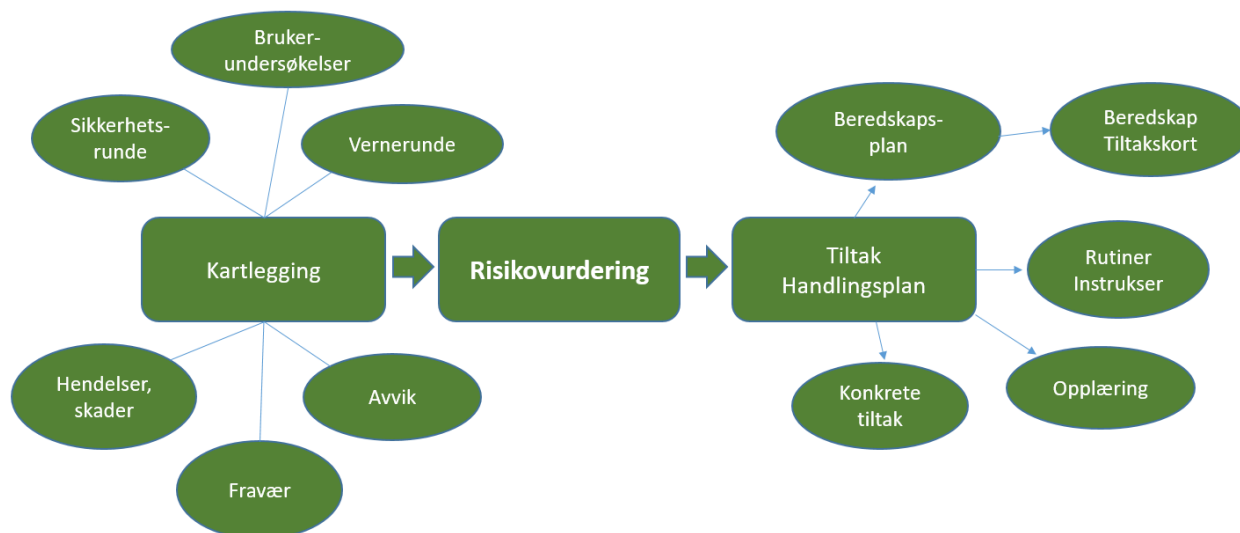 Bruker-
undersøkelser
Sikkerhets-
runde
Vernerunde
Kartlegging
Hendelser,
skader
Avvik
Fravær
Risikovurdering
Tiltak
Handlingsplan
Beredskaps-
plan
Beredskap
Tiltakskort
Rutiner
Instrukser
Opplæring
Konkrete
tiltak